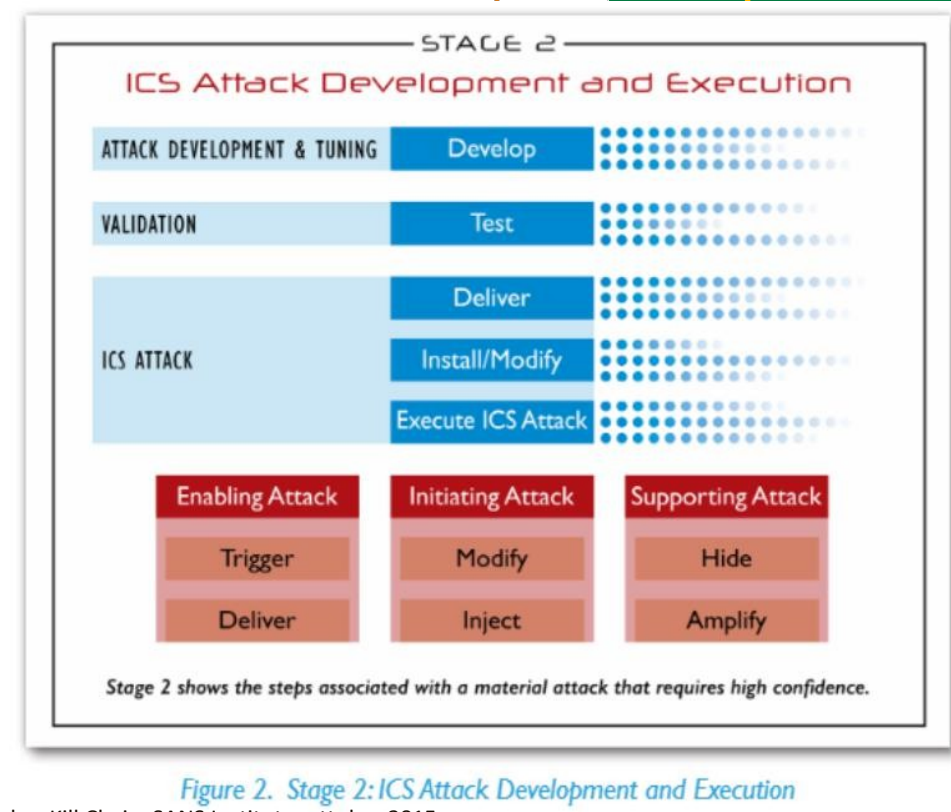 STAGE 2
ICS Attack Development and Execution
ATTACK DEVELOPMENT & TUNING
Develop
VALIDATION
Test
ICS ATTACK
Deliver
Install/Modify
Execute ICS Attack
Enabling Attack
Trigger
Deliver
Initiating Attack
Modify
Inject
Supporting Attack
Hide
Amplify
Stage 2 shows the steps associated with a material attack that requires high confidence.
Figure 2. Stage 2: ICS Attack Development and Execution